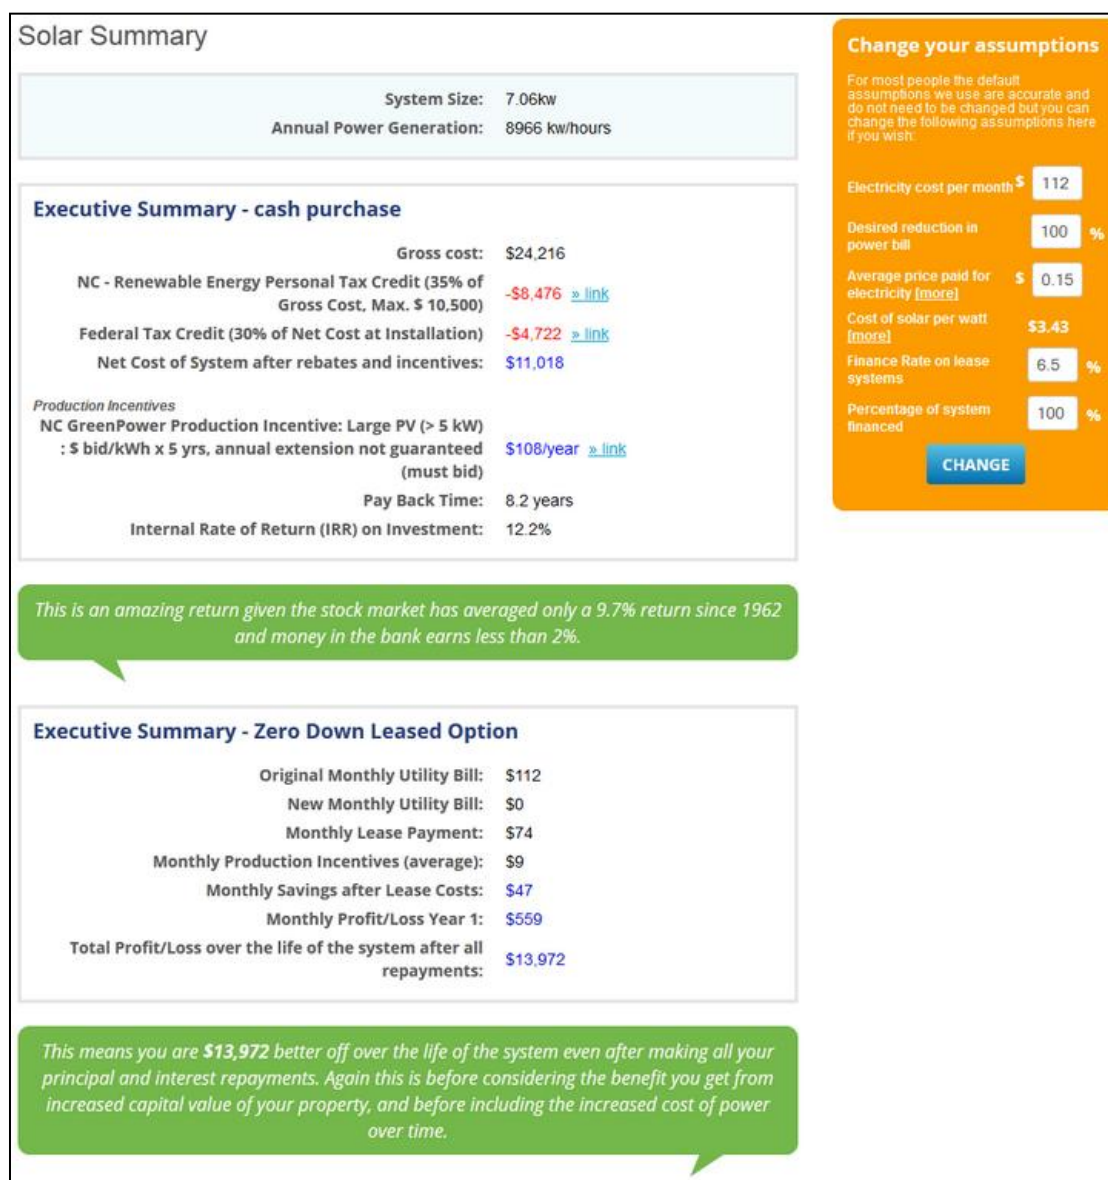 Solar Summary
System Size: 7.06kw
Annual Power Generation: 8966 kw/hours
Executive Summary - cash purchase
Gross cost: $24,216
NC - Renewable Energy Personal Tax Credit (35% of
Gross Cost, Max. $ 10,500) -$8,476 » link
Federal Tax Credit (30% of Net Cost at Installation) -$4,722 » link
Net Cost of System after rebates and incentives: $11,018
Production Incentives
NC GreenPower Production Incentive: Large PV (> 5 kW)
: $ bid/kWh x 5 yrs, annual extension not guaranteed $108/year » link
(must bid)
Pay Back Time: 8.2 years
Internal Rate of Return (IRR) on Investment: 12.2%
This is an amazing return given the stock market has averaged only a 9.7% return since 1962
and money in the bank earns less than 2%.
Executive Summary - Zero Down Leased Option
Original Monthly Utility Bill: $112
New Monthly Utility Bill: $0
Monthly Lease Payment: $74
Monthly Production Incentives (average): $9
Monthly Savings after Lease Costs: $47
Monthly Profit/Loss Year 1: $559
Total Profit/Loss over the life of the system after all
repayments: $13,972
This means you are $13,972 better off over the life of the system even after making all your
principal and interest repayments. Again this is before considering the benefit you get from
increased capital value of your property, and before including the increased cost of power
over time.
Change your assumptions
For most people the default
assumptions we use are accurate and
do not need to be changed but you can
change the following assumptions here
if you wish:
Electricity cost per month $ 112
Desired reduction in
power bill 100 %
Average price paid for
electricity [more] $ 0.15
Cost of solar per watt
[more] $3.43
Finance Rate on lease
systems 6.5 %
Percentage of system
financed 100 %
CHANGE